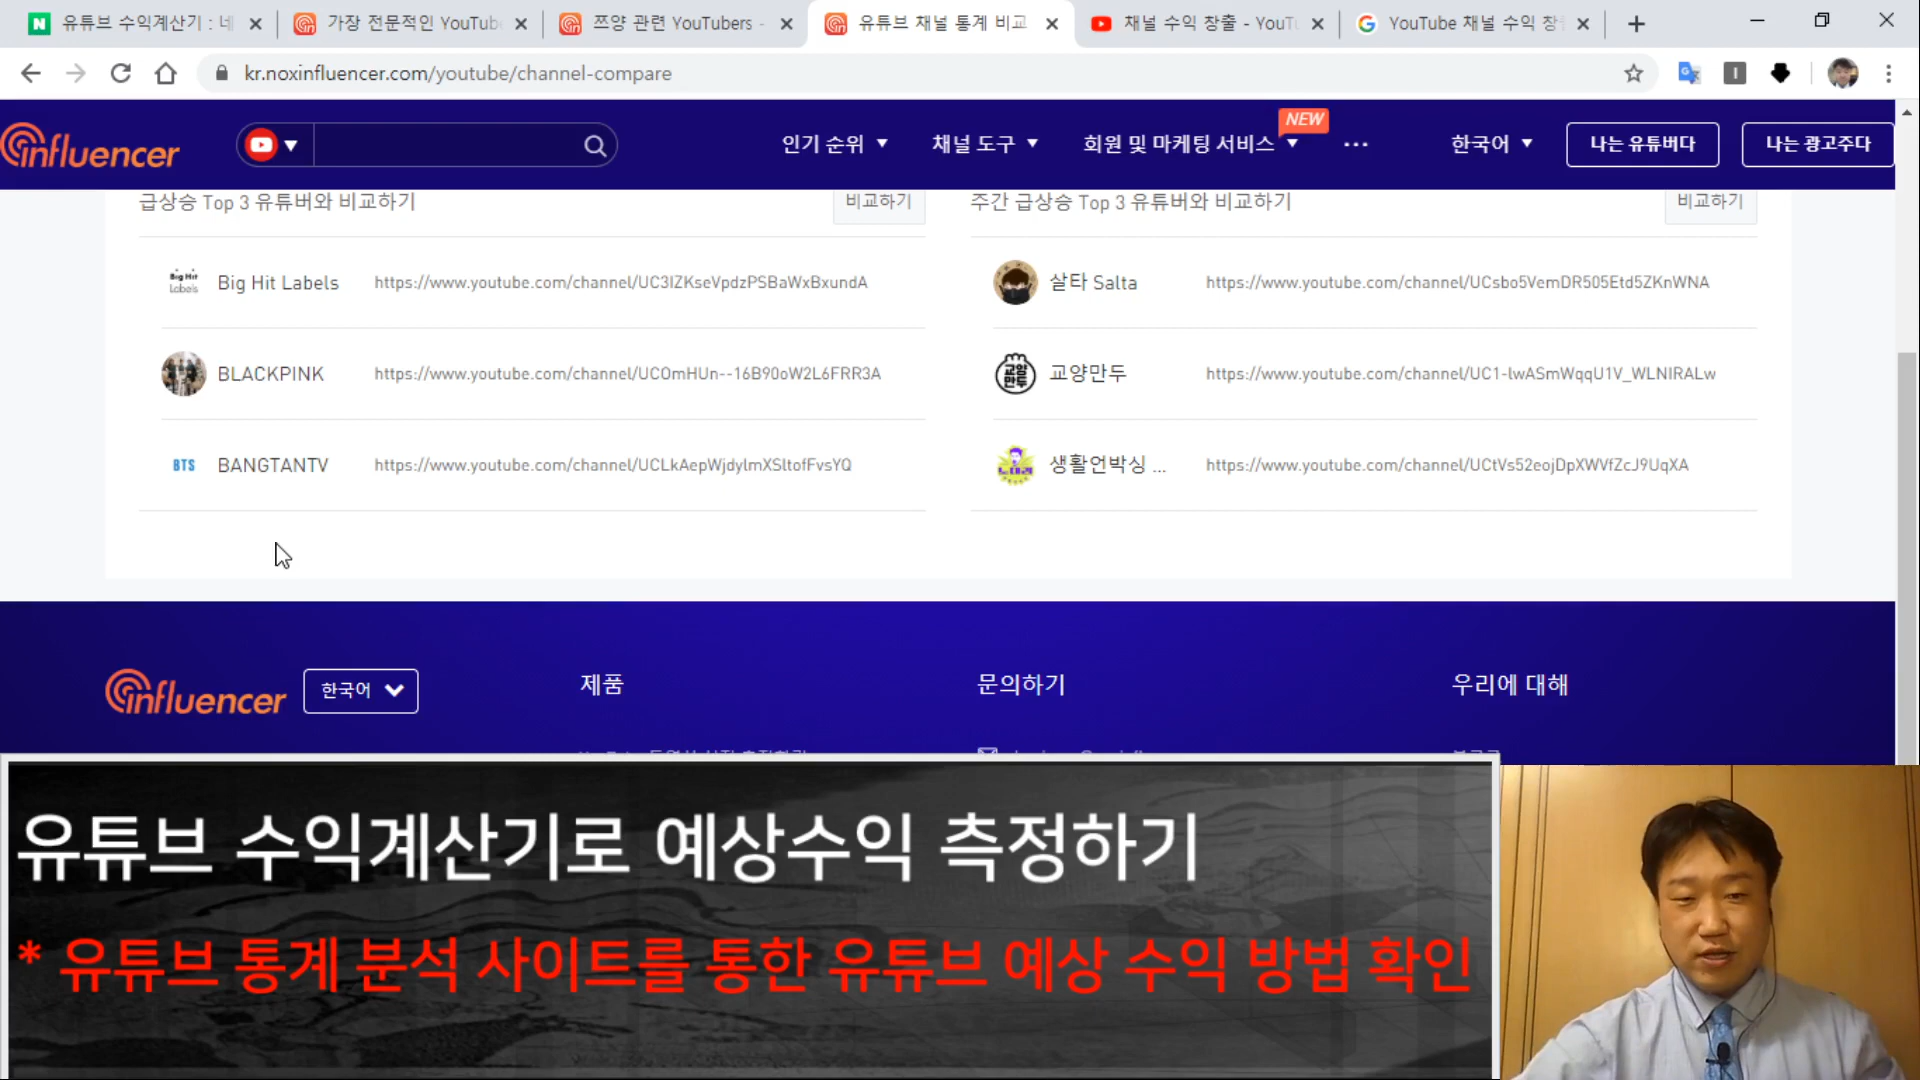 유튜브 수익계산기 : 네
가장 전문적인 YouTube
쯔양 관련 YouTubers -
유튜브 채널 통계 비교
채널 수익 창출 - YouTu
YouTube 채널 수익 창출
kr.noxinfluencer.com/youtube/channel-compare
influencer
인기 순위
채널 도구
회원 및 마케팅 서비스
NEW
한국어
나는 유튜버다
나는 광고주다
급상승 Top 3 유튜버와 비교하기
비교하기
주간 급상승 Top 3 유튜버와 비교하기
비교하기
Big Hit Labels
Big Hit Labels https://www.youtube.com/channel/UC3IZKseVpdzPSBaWxBxundA
살타 Salta https://www.youtube.com/channel/UCsbo5VemDR505Etd5ZKnWNA
BLACKPINK https://www.youtube.com/channel/UCOmHUn--16B90oW2L6FRR3A
교양만두
교양만두 https://www.youtube.com/channel/UC1-lwASmWqqU1V_WLNIRALw
BTS
BANGTANTV https://www.youtube.com/channel/UCLkAepWjdylmXSltofFvsYQ
생활언박싱 ... https://www.youtube.com/channel/UCtVs52eojDpXWVfZcJ9UqXA
influencer
한국어
제품
문의하기
우리에 대해
유튜브 수익계산기로 예상수익 측정하기
* 유튜브 통계 분석 사이트를 통한 유튜브 예상 수익 방법 확인